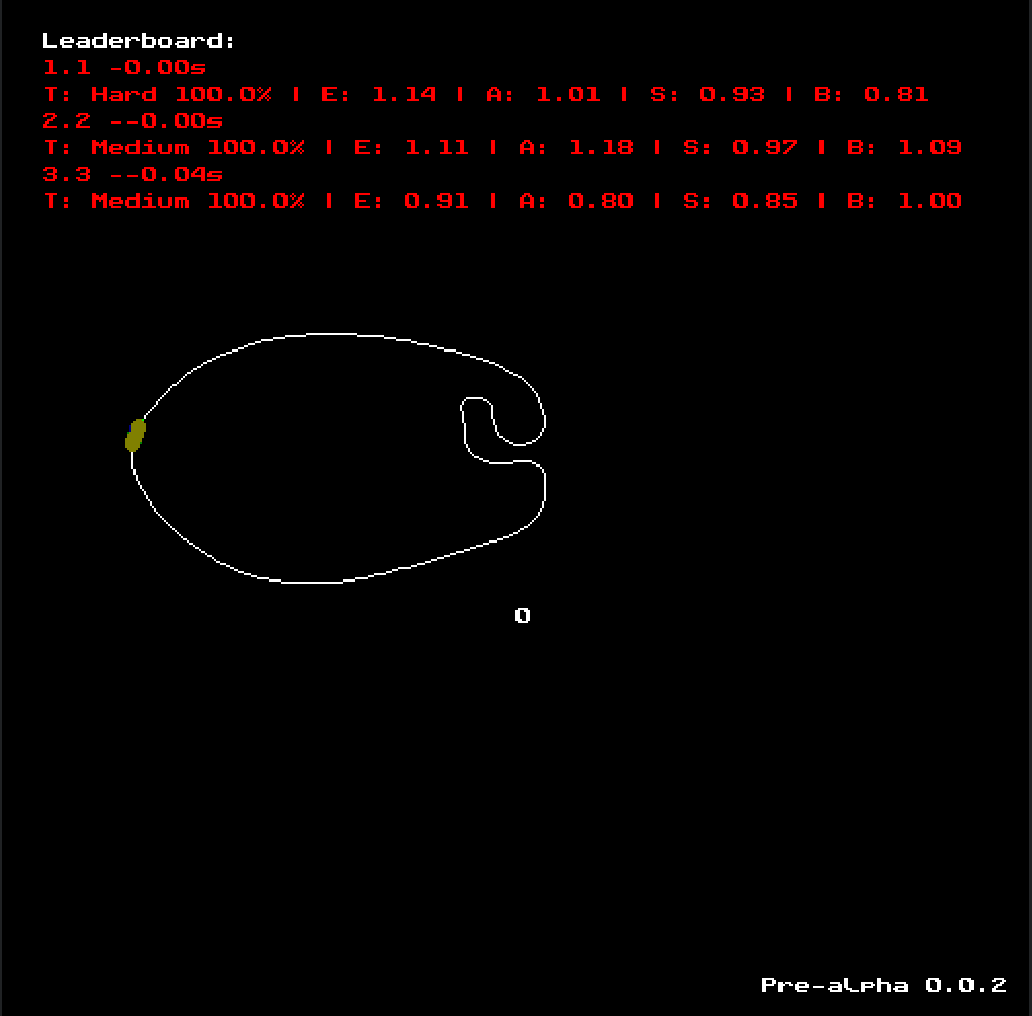 Leaderboard:
1.1 -0.00s
T: Hard 100.0% | E: 1.14 | A: 1.01 | S: 0.93 | B: 0.81
2.2 --0.00s
T: Medium 100.0% | E: 1.11 | A: 1.18 | S: 0.97 | B: 1.09
3.3 --0.04s
T: Medium 100.0% | E: 0.91 | A: 0.80 | S: 0.85 | B: 1.00
0
Pre-alpha 0.0.2